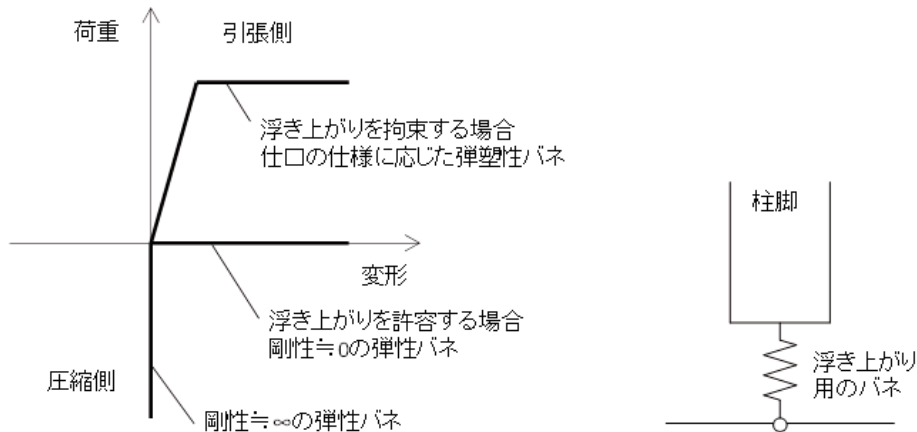 荷重
引張側
浮き上がりを拘束する場合
仕口の仕様に応じた弾塑性バネ
変形
浮き上がりを許容する場合
剛性≒0の弾性バネ
圧縮側
剛性≒∞の弾性バネ
柱脚
浮き上がり
用のバネ